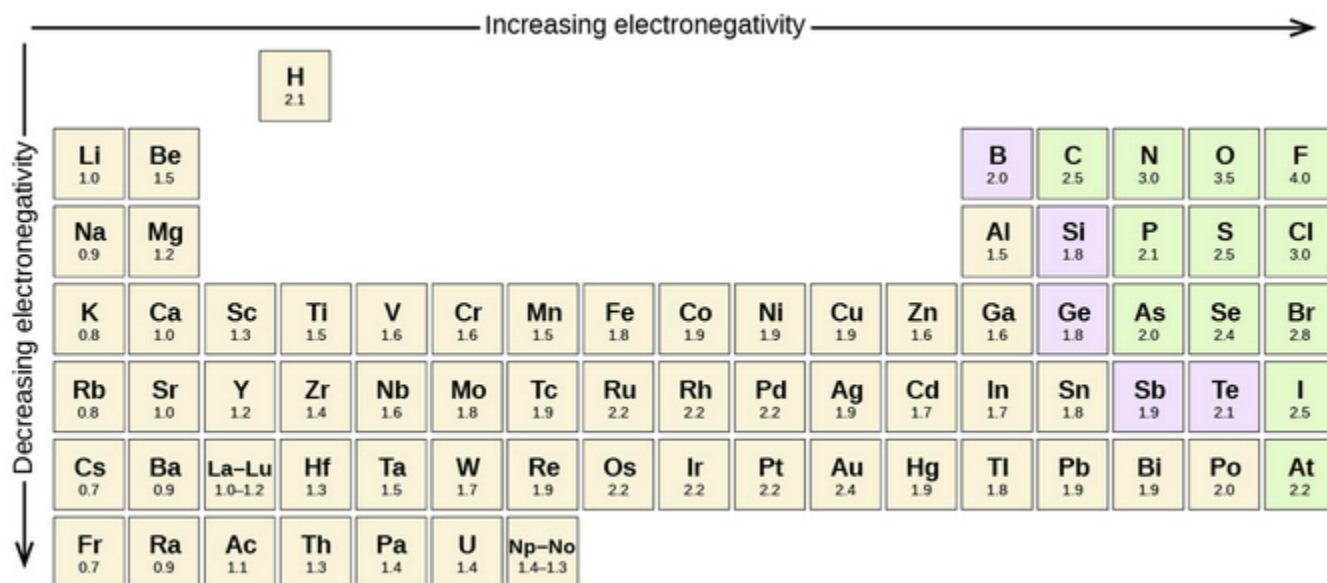 Increasing electronegativity
Decreasing electronegativity
H
2.1
Li Be B C N O F
1.0 1.5 2.0 2.5 3.0 3.5 4.0
Na Mg Al Si P S Cl
0.9 1.2 1.5 1.8 2.1 2.5 3.0
K Ca Sc Ti V Cr Mn Fe Co Ni Cu Zn Ga Ge As Se Br
0.8 1.0 1.3 1.5 1.6 1.6 1.5 1.8 1.9 1.9 1.9 1.6 1.6 1.8 2.0 2.4 2.8
Rb Sr Y Zr Nb Mo Tc Ru Rh Pd Ag Cd In Sn Sb Te I
0.8 1.0 1.2 1.4 1.6 1.8 1.9 2.2 2.2 2.2 1.9 1.7 1.7 1.8 1.9 2.1 2.5
Cs Ba La–Lu Hf Ta W Re Os Ir Pt Au Hg Tl Pb Bi Po At
0.7 0.9 1.0–1.2 1.3 1.5 1.7 1.9 2.2 2.2 2.2 2.4 1.9 1.8 1.9 1.9 2.0 2.2
Fr Ra Ac Th Pa U Np–No
0.7 0.9 1.1 1.3 1.4 1.4 1.4–1.3